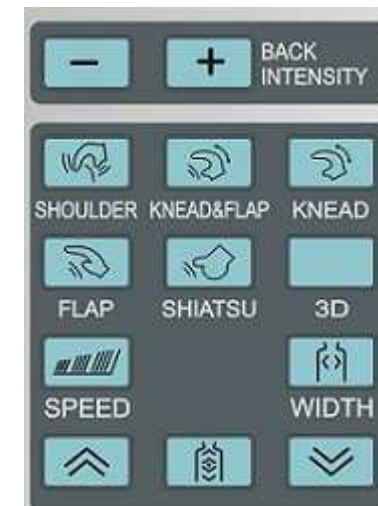 - +
BACK
INTENSITY
SHOULDER KNEAD&FLAP KNEAD
FLAP SHIATSU 3D
SPEED WIDTH